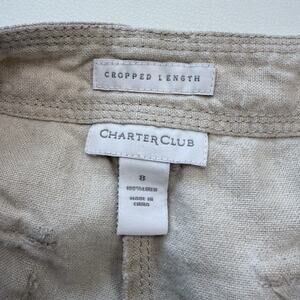 CROPPED LENGTH
CHARTER CLUB
8
100% LINEN
MADE IN
CHINA